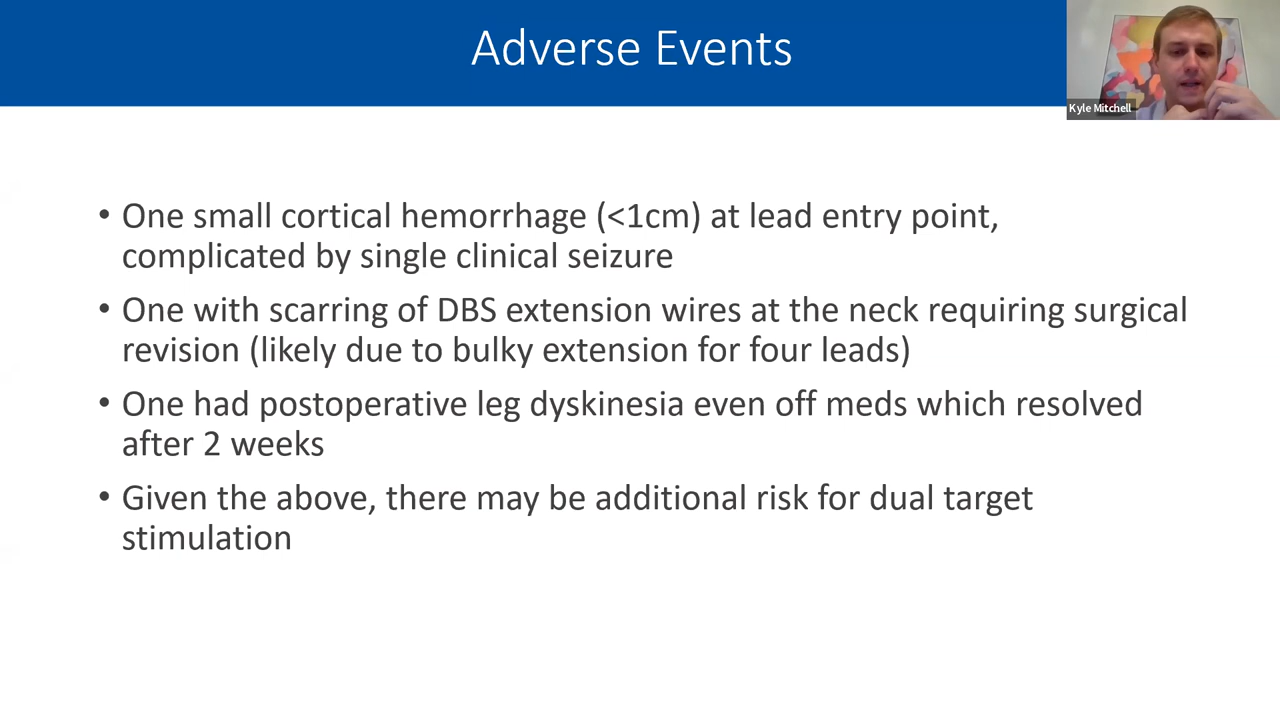 Adverse Events
Kyle Mitchell
• One small cortical hemorrhage (<1cm) at lead entry point,
complicated by single clinical seizure
• One with scarring of DBS extension wires at the neck requiring surgical
revision (likely due to bulky extension for four leads)
• One had postoperative leg dyskinesia even off meds which resolved
after 2 weeks
• Given the above, there may be additional risk for dual target
stimulation